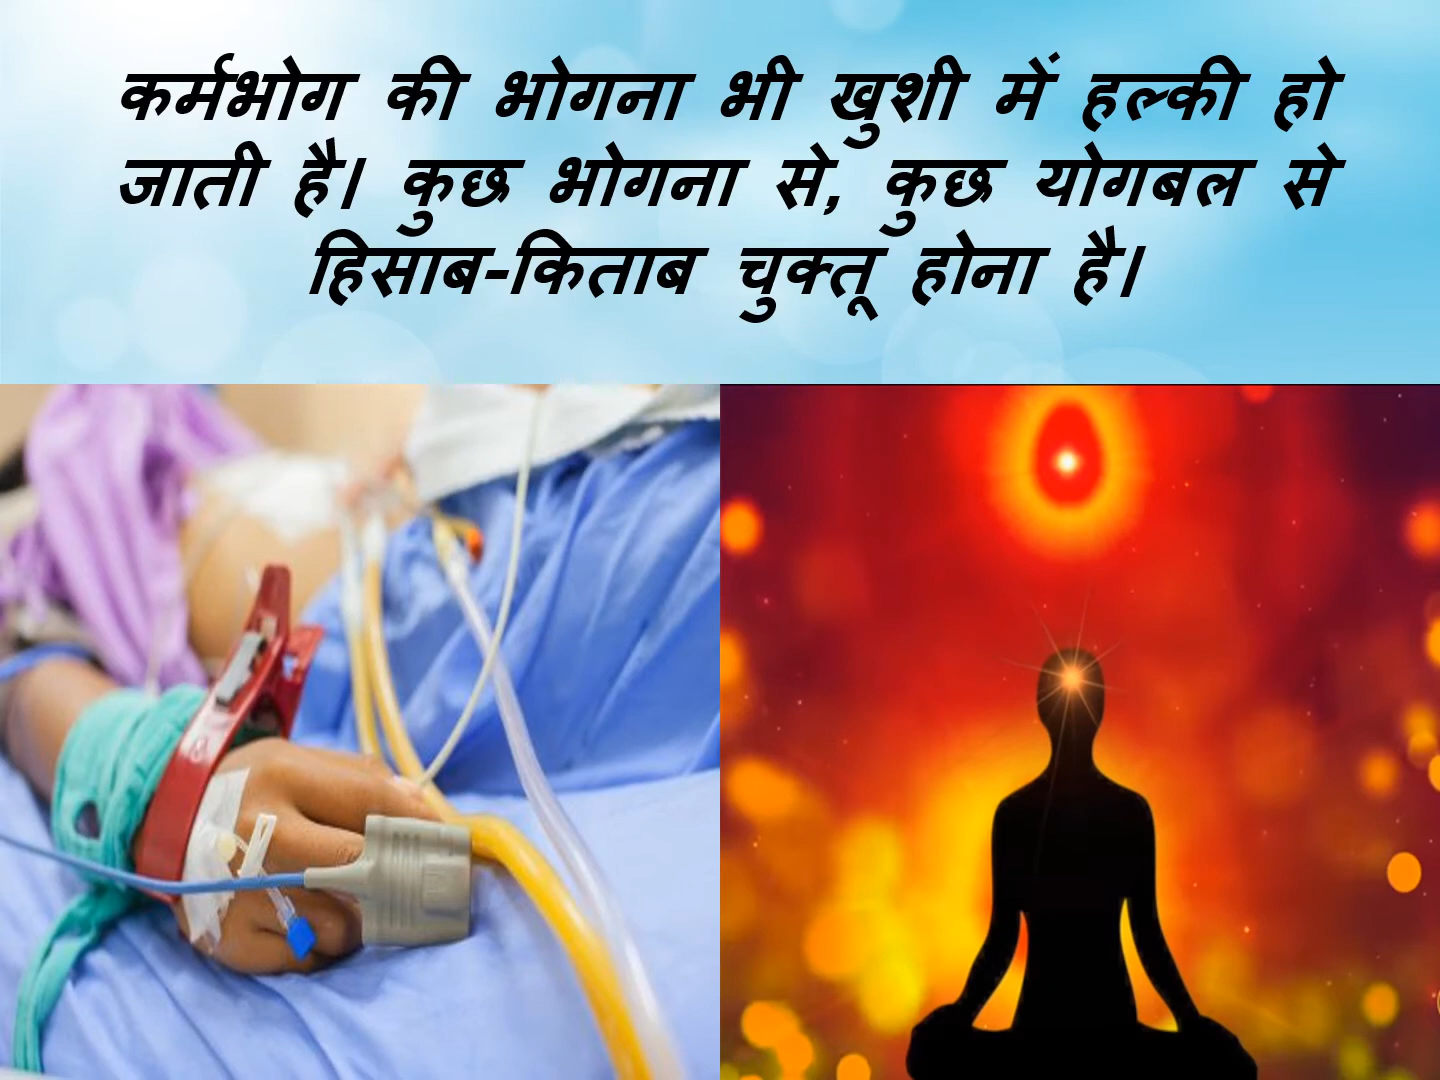 कर्मभोग की भोगना भी खुशी में हल्की हो
जाती है। कुछ भोगना से, कुछ योगबल से
हिसाब-किताब चुक्तू होना है।